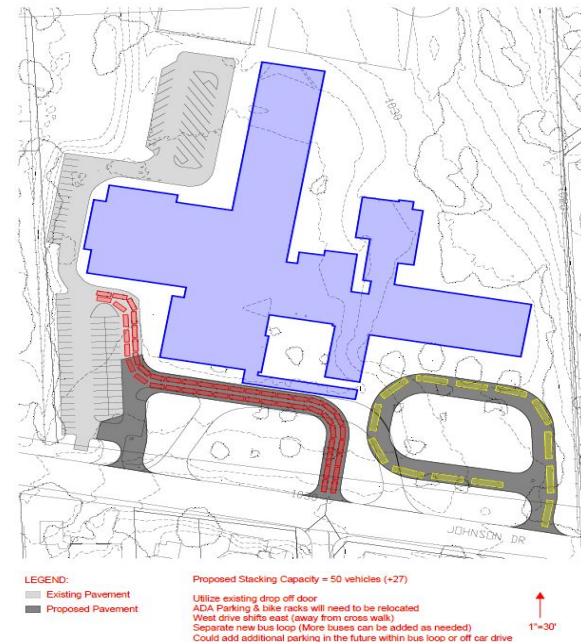 1030
JOHNSON DR
LEGEND:
Existing Pavement
Proposed Pavement
Proposed Stacking Capacity = 50 vehicles (+27)
Utilize existing drop off door
ADA Parking & bike racks will need to be relocated
West drive shifts east (away from cross walk)
Separate new bus loop (More buses can be added as needed)
Could add additional parking in the future within bus loop or off car drive
1"=30'